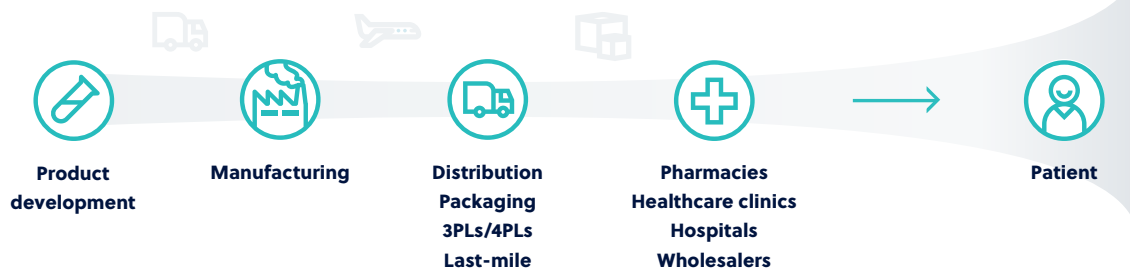 Product
development
Manufacturing
Distribution
Packaging
3PLs/4PLs
Last-mile
Pharmacies
Healthcare clinics
Hospitals
Wholesalers
Patient